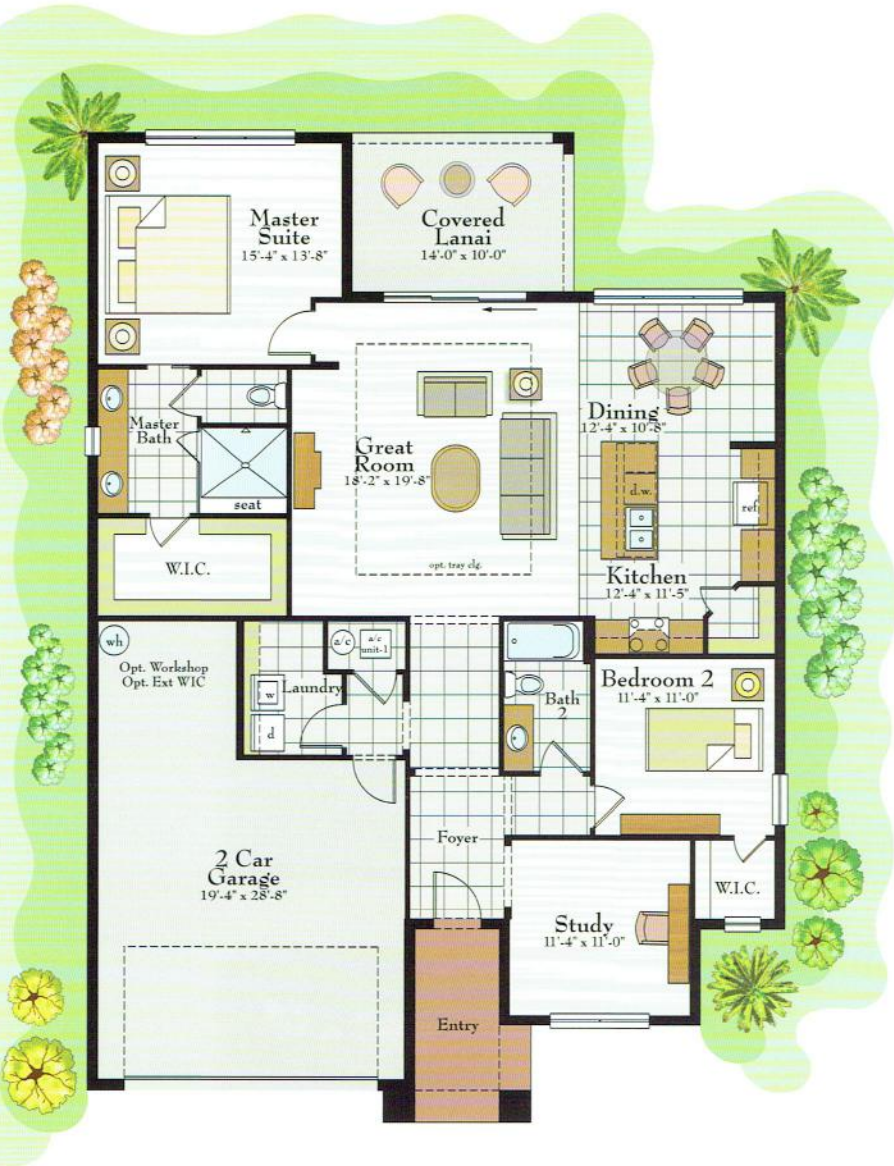 Master
Suite
15'-4" x 13'-8"
Covered
Lanai
14'-0" x 10'-0"
Dining
12'-4" x 10'-8"
Master
Bath
seat
Great
Room
18'-2" x 19'-8"
opt. tray clg.
d.w.
ref
W.I.C.
Kitchen
12'-4" x 11'-5"
wh
Opt. Workshop
Opt. Ext WIC
a/c
a/c
unit-1
Laundry
w
d
Bath
2
Bedroom 2
11'-4" x 11'-0"
Foyer
2 Car
Garage
19'-4" x 28'-8"
W.I.C.
Study
11'-4" x 11'-0"
Entry